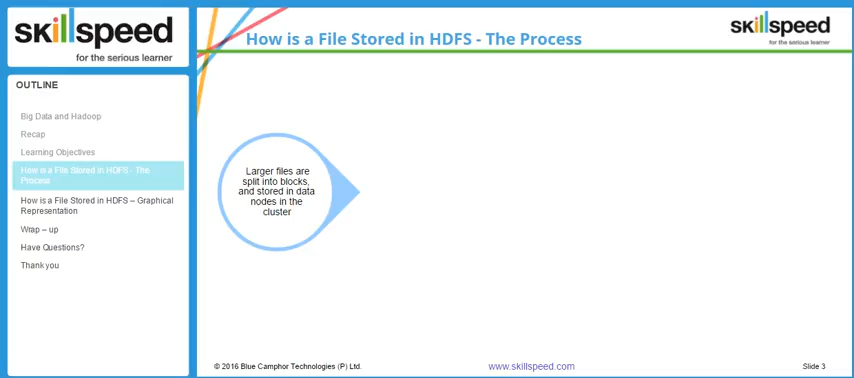 skillspeed
for the serious learner
OUTLINE
Big Data and Hadoop
Recap
Learning Objectives
How is a File Stored in HDFS - The
Process
How is a File Stored in HDFS – Graphical
Representation
Wrap – up
Have Questions?
Thank you
How is a File Stored in HDFS - The Process
skillspeed
for the serious learner
Larger files are
split into blocks,
and stored in data
nodes in the
cluster
© 2016 Blue Camphor Technologies (P) Ltd.
www.skillspeed.com
Slide 3